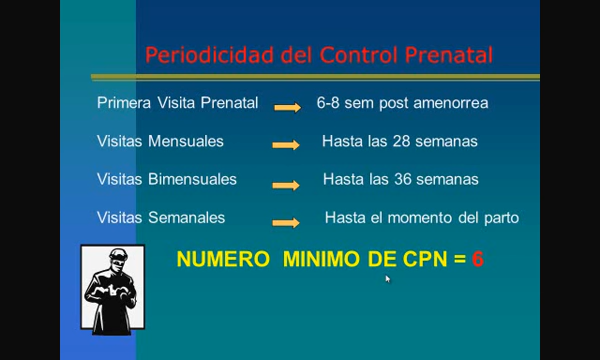 Periodicidad del Control Prenatal
Primera Visita Prenatal 6-8 sem post amenorrea
Visitas Mensuales Hasta las 28 semanas
Visitas Bimensuales Hasta las 36 semanas
Visitas Semanales Hasta el momento del parto
NUMERO MINIMO DE CPN = 6